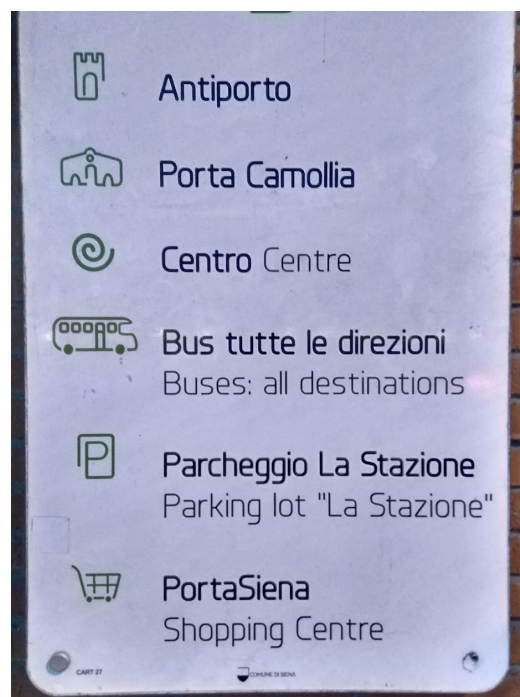 Antiporto
Porta Camollia
Centro Centre
Bus tutte le direzioni
Buses: all destinations
P Parcheggio La Stazione
Parking lot "La Stazione"
PortaSiena
Shopping Centre
CART 27 COMUNE DI SIENA